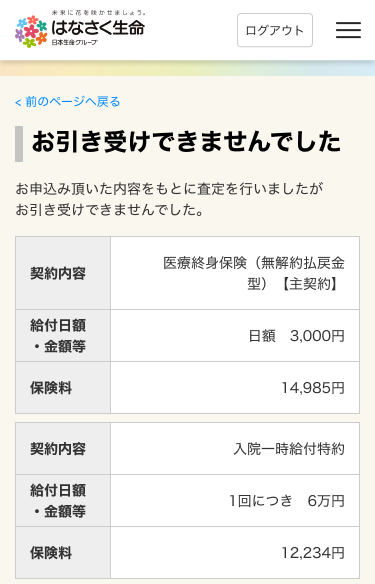 未来に花を咲かせましょう。
はなさく生命
日本生命グループ
ログアウト
< 前のページへ戻る
お引き受けできませんでした
お申込み頂いた内容をもとに査定を行いましたが
お引き受けできませんでした。
契約内容
医療終身保険（無解約払戻金
型）【主契約】
給付日額
・金額等
日額　3,000円
保険料
14,985円
契約内容
入院一時給付特約
給付日額
・金額等
1回につき　6万円
保険料
12,234円